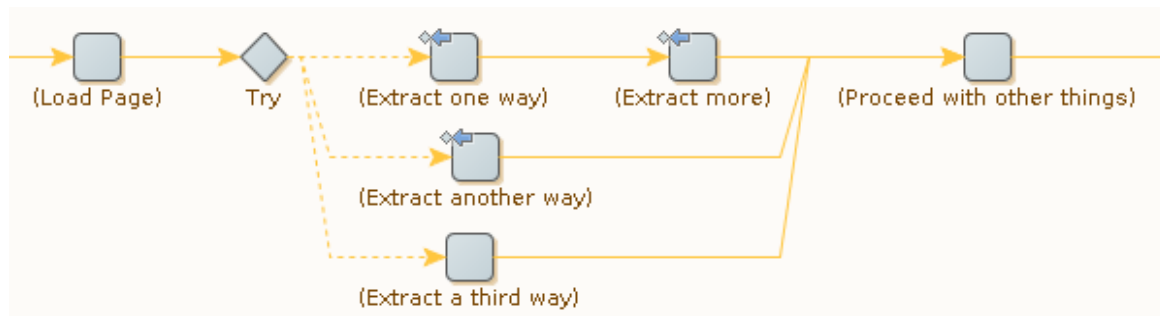 (Load Page)
Try
(Extract one way)
(Extract more)
(Proceed with other things)
(Extract another way)
(Extract a third way)